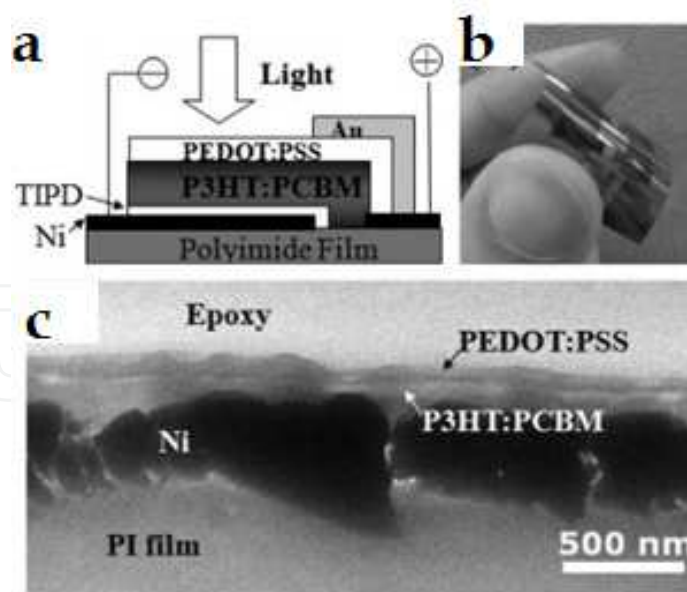 a
Light
Au
PEDOT:PSS
P3HT:PCBM
TIPD
Ni
Polyimide Film
b
c
Epoxy
PEDOT:PSS
P3HT:PCBM
Ni
PI film
500 nm